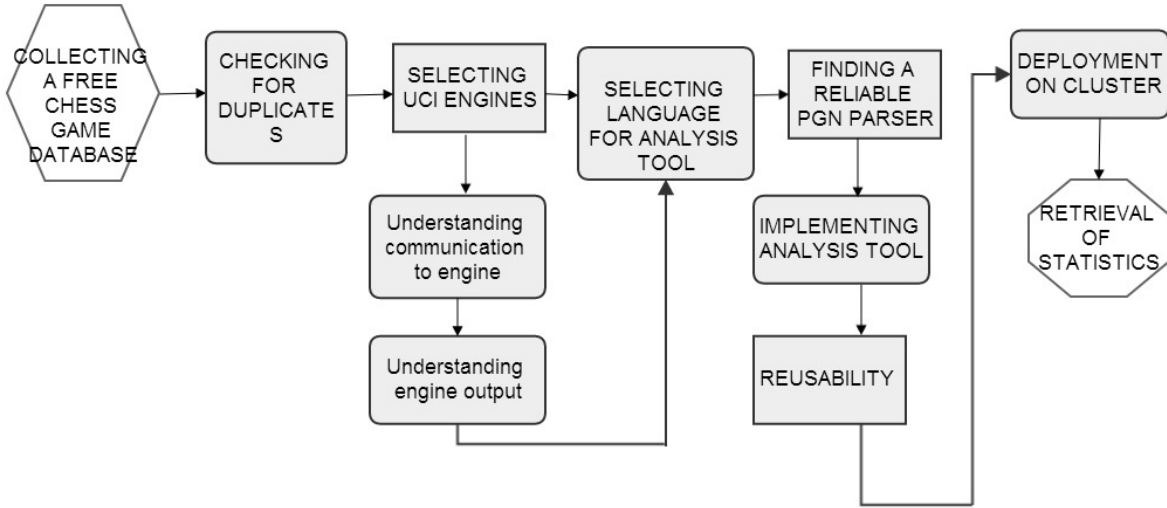 COLLECTING
A FREE
CHESS
GAME
DATABASE
CHECKING
FOR
DUPLICATE
S
SELECTING
UCI ENGINES
Understanding
communication
to engine
Understanding
engine output
SELECTING
LANGUAGE
FOR ANALYSIS
TOOL
FINDING A
RELIABLE
PGN PARSER
IMPLEMENTING
ANALYSIS TOOL
REUSABILITY
DEPLOYMENT
ON CLUSTER
RETRIEVAL
OF
STATISTICS